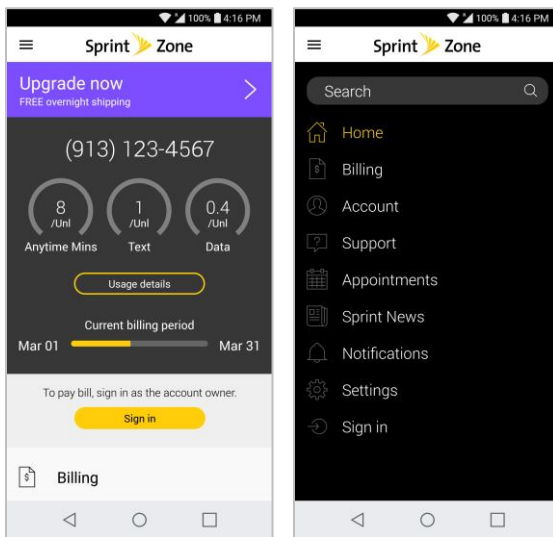 100% 4:16 PM
Sprint Zone
Upgrade now
FREE overnight shipping
(913) 123-4567
8 1 0.4
/Unl /Unl /Unl
Anytime Mins Text Data
Usage details
Current billing period
Mar 01 Mar 31
To pay bill, sign in as the account owner.
Sign in
$ Billing
100% 4:16 PM
Sprint Zone
Search
Home
$ Billing
Account
? Support
Appointments
Sprint News
Notifications
Settings
Sign in